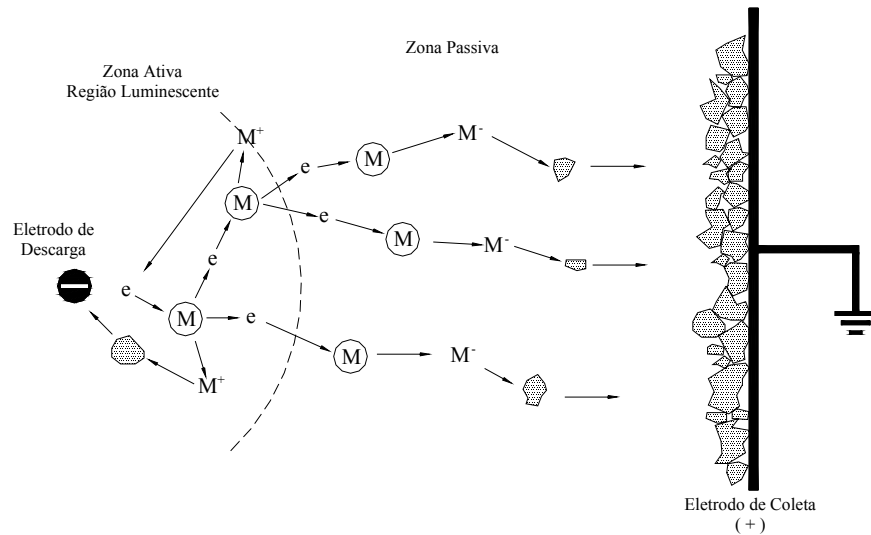 Zona Ativa
Região Luminescente
Zona Passiva
M⁺
e
M
M⁻
M
e
M
M⁻
Eletrodo de
Descarga
e
e
M
e
M
M⁻
M⁺
Eletrodo de Coleta
( + )